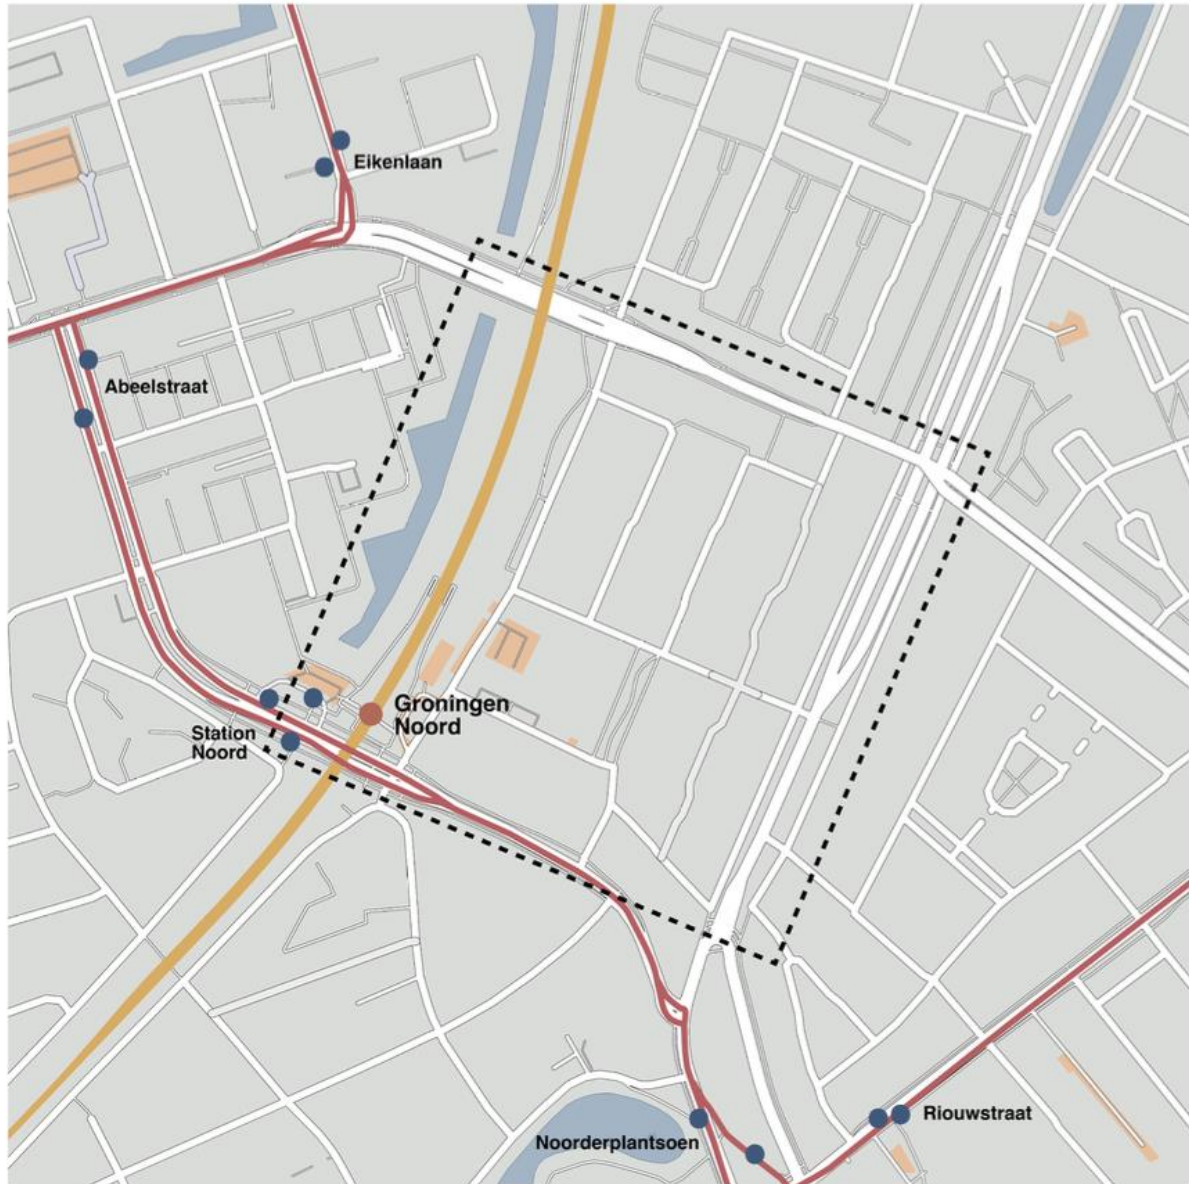 Eikenlaan
Abeelstraat
Groningen
Noord
Station
Noord
Riouwstraat
Noorderplantsoen